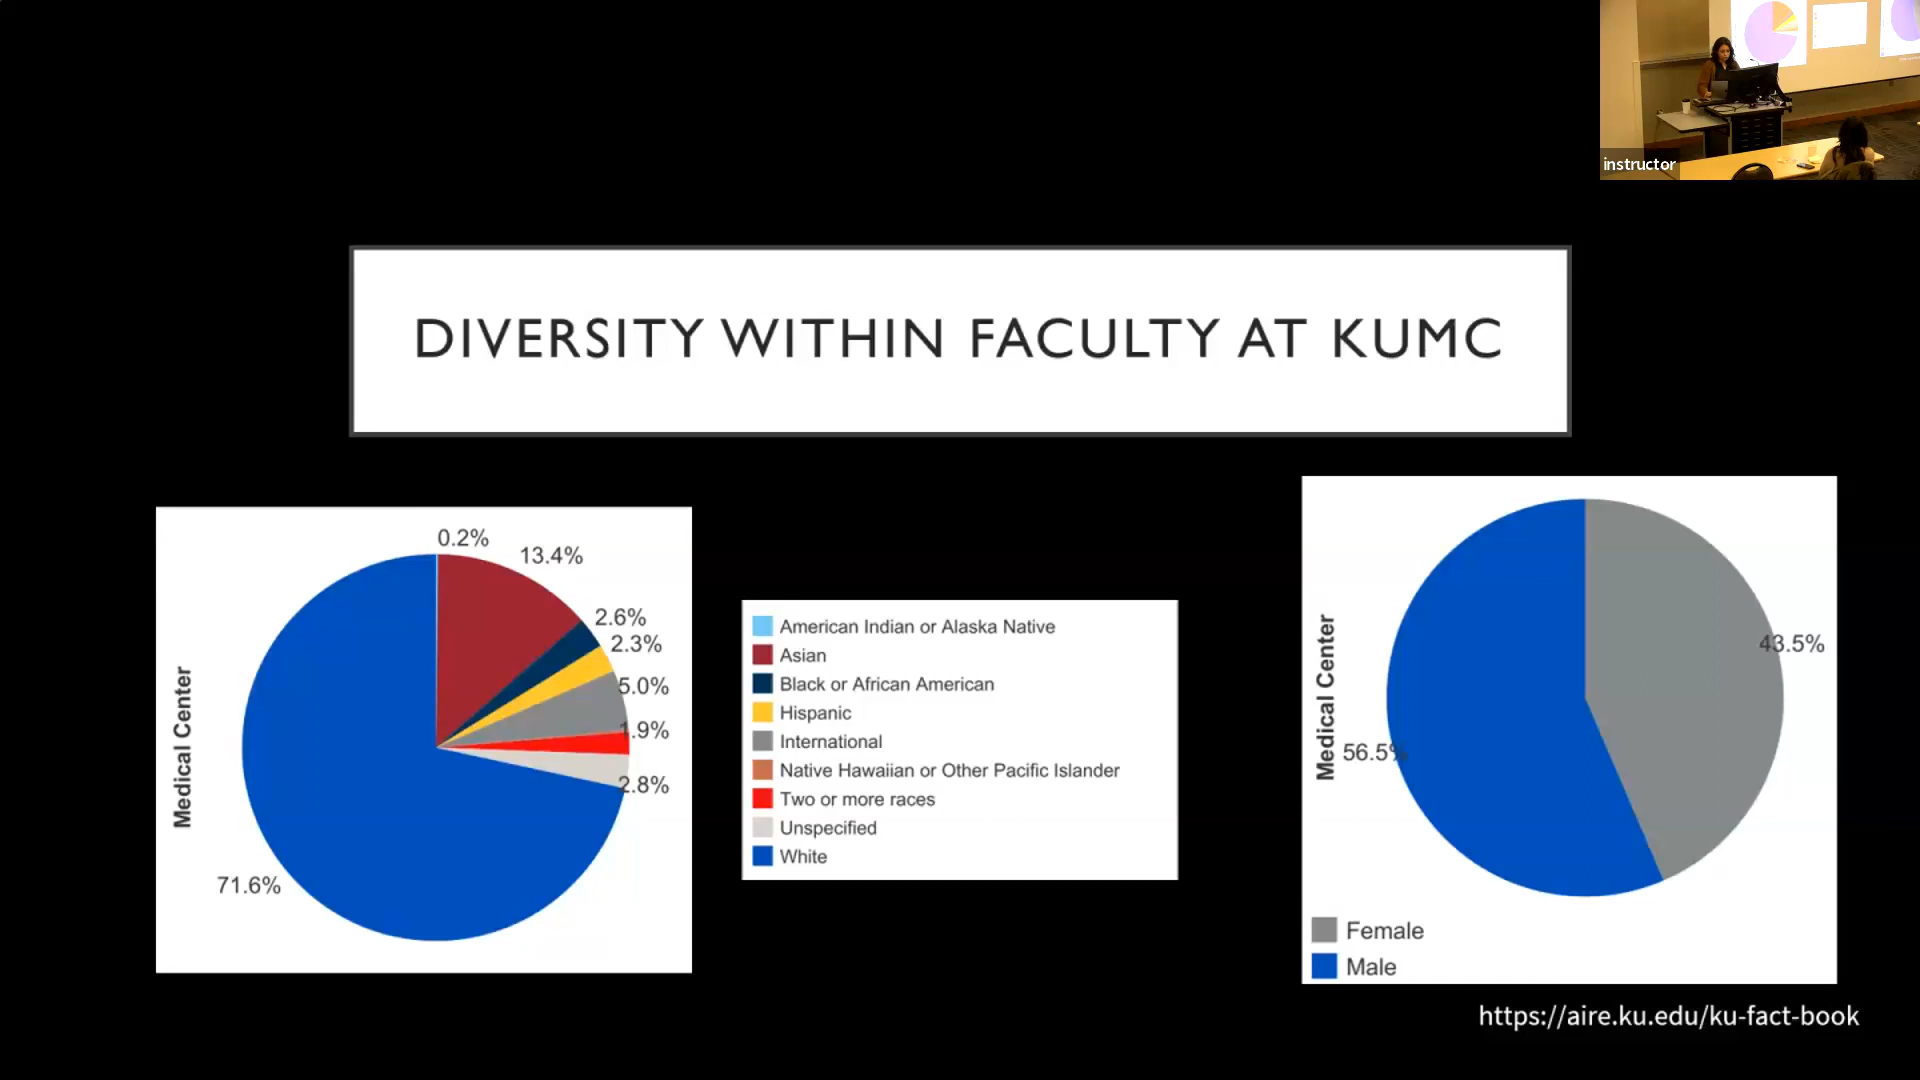 instructor
DIVERSITY WITHIN FACULTY AT KUMC
0.2%
13.4%
2.6%
2.3%
5.0%
1.9%
2.8%
71.6%
Medical Center
American Indian or Alaska Native
Asian
Black or African American
Hispanic
International
Native Hawaiian or Other Pacific Islander
Two or more races
Unspecified
White
Medical Center
43.5%
56.5%
Female
Male
https://aire.ku.edu/ku-fact-book